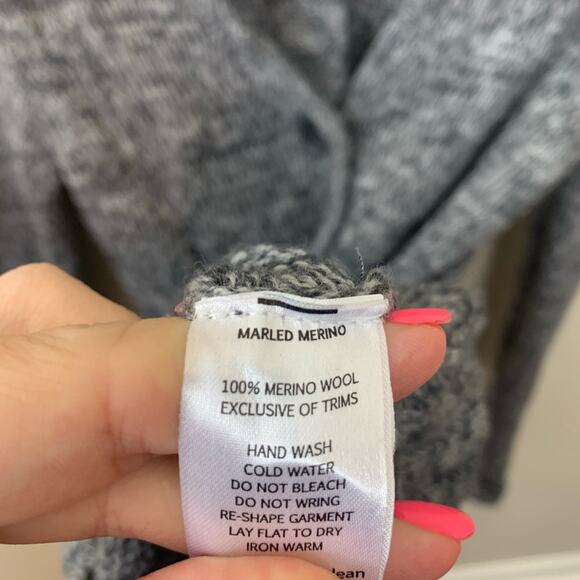 MARLED MERINO
100% MERINO WOOL
EXCLUSIVE OF TRIMS
HAND WASH
COLD WATER
DO NOT BLEACH
DO NOT WRING
RE-SHAPE GARMENT
LAY FLAT TO DRY
IRON WARM